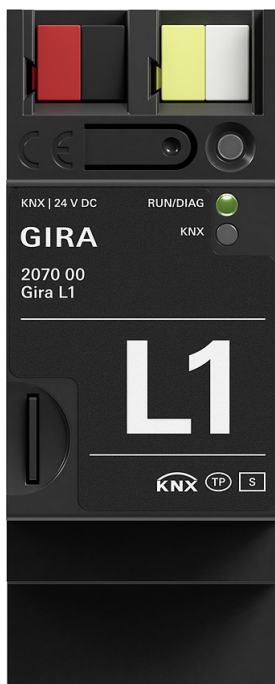 CE
KNX | 24 V DC RUN/DIAG
KNX
GIRA
2070 00
Gira L1
L1
KNX TP S